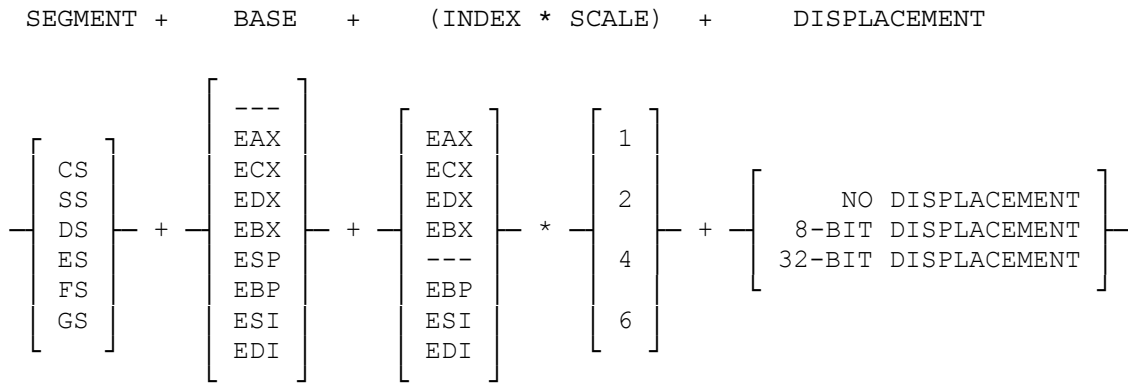 SEGMENT + BASE + (INDEX * SCALE) + DISPLACEMENT
---
EAX EAX 1
CS ECX ECX
SS EDX EDX 2 NO DISPLACEMENT
DS + EBX + EBX * + 8-BIT DISPLACEMENT
ES ESP --- 4 32-BIT DISPLACEMENT
FS EBP EBP
GS ESI ESI 6
EDI EDI